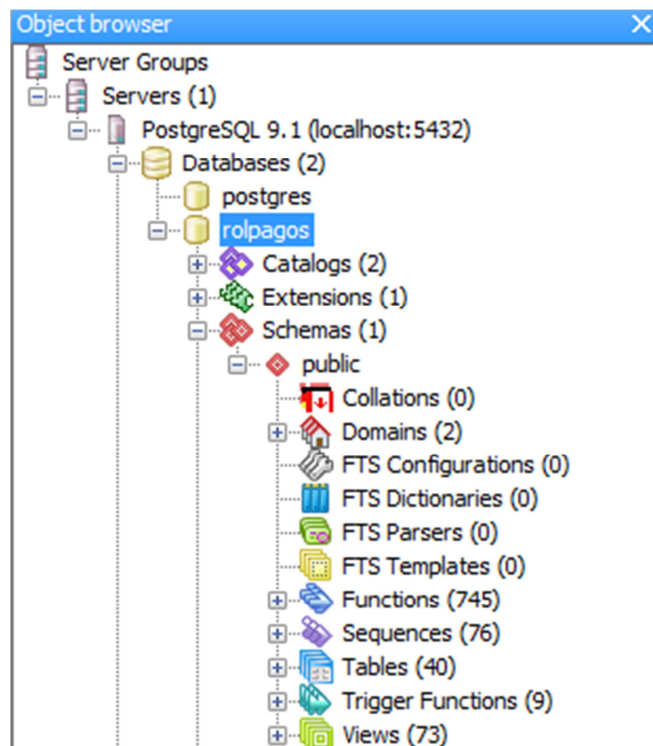 Object browser
Server Groups
Servers (1)
PostgreSQL 9.1 (localhost:5432)
Databases (2)
postgres
rolpagos
Catalogs (2)
Extensions (1)
Schemas (1)
public
Collations (0)
Domains (2)
FTS Configurations (0)
FTS Dictionaries (0)
FTS Parsers (0)
FTS Templates (0)
Functions (745)
Sequences (76)
Tables (40)
Trigger Functions (9)
Views (73)